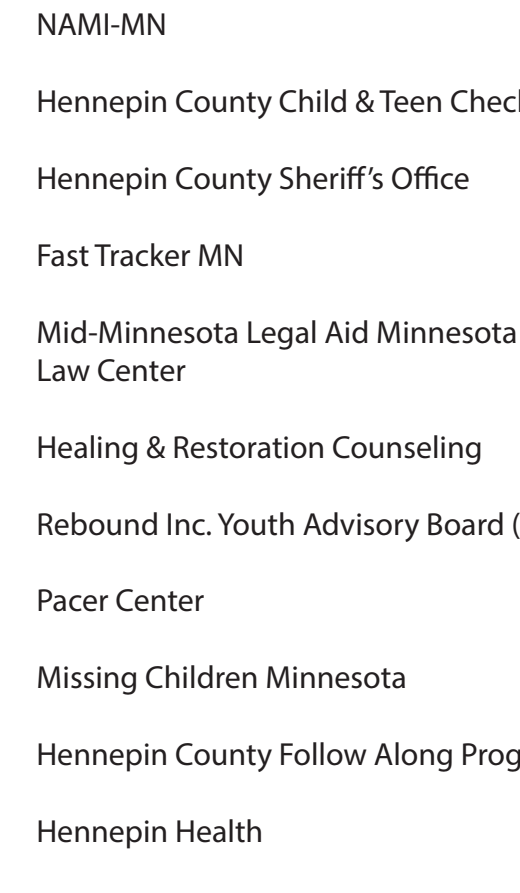 NAMI-MN
Hennepin County Child & Teen Chec
Hennepin County Sheriff's Office
Fast Tracker MN
Mid-Minnesota Legal Aid Minnesota
Law Center
Healing & Restoration Counseling
Rebound Inc. Youth Advisory Board (
Pacer Center
Missing Children Minnesota
Hennepin County Follow Along Prog
Hennepin Health